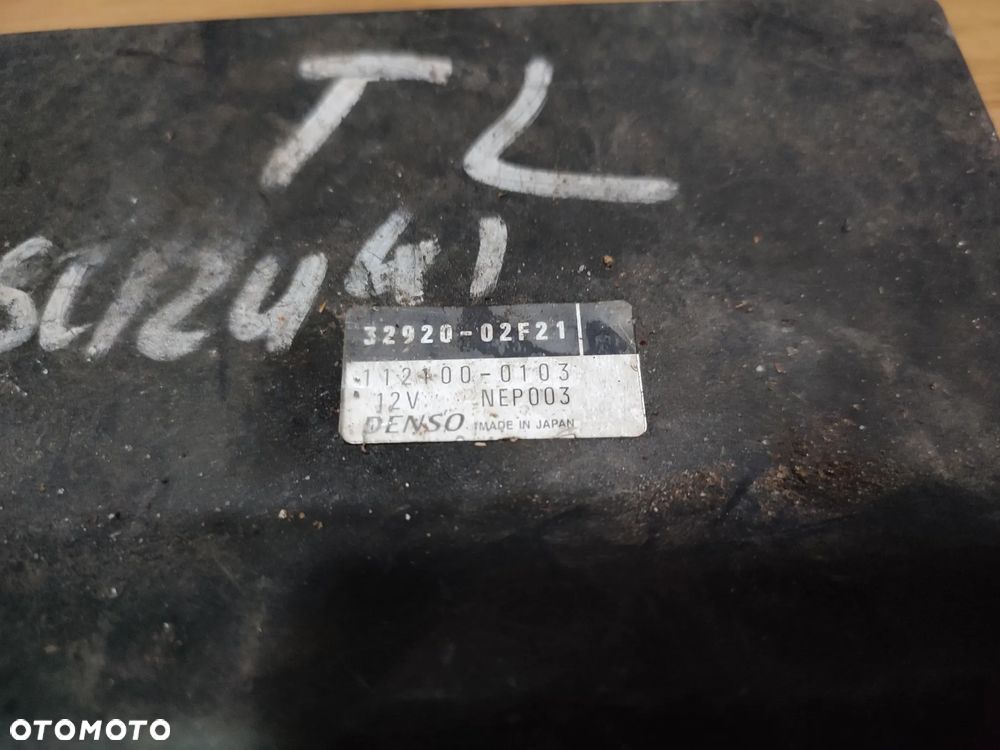 TL
SUZUKI
32920-02F21
112100-0103
12V NEP003
DENSO MADE IN JAPAN
OTOMOTO